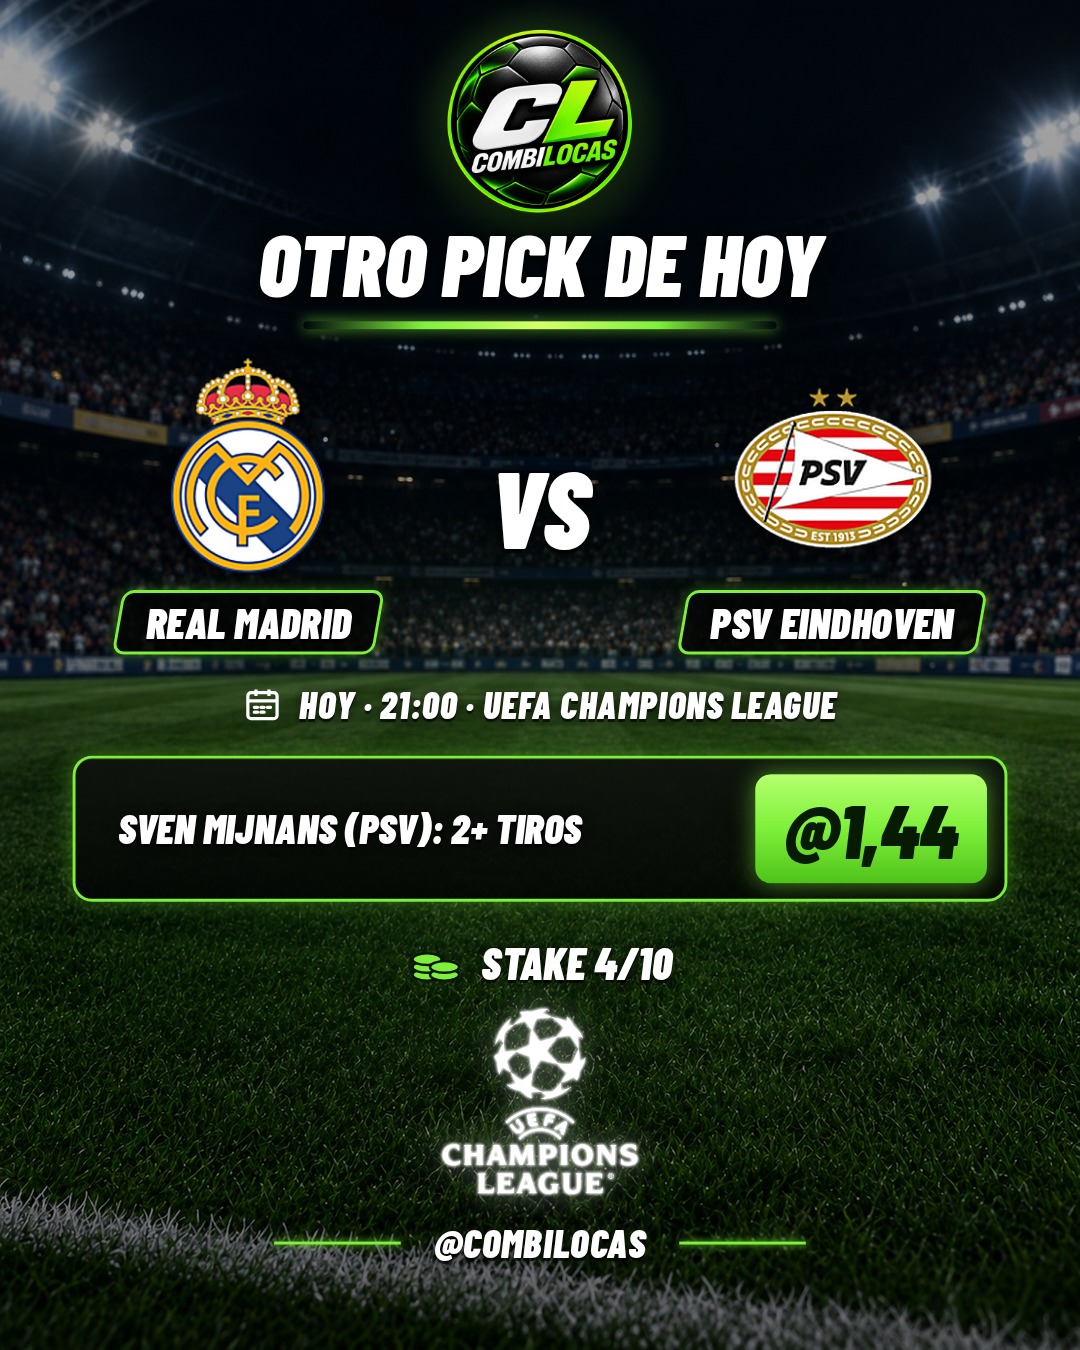 CL
COMBILOCAS
OTRO PICK DE HOY
PSV
EST 1913
VS
REAL MADRID
PSV EINDHOVEN
HOY · 21:00 · UEFA CHAMPIONS LEAGUE
SVEN MIJNANS (PSV): 2+ TIROS
@1,44
STAKE 4/10
UEFA
CHAMPIONS
LEAGUE®
@COMBILOCAS